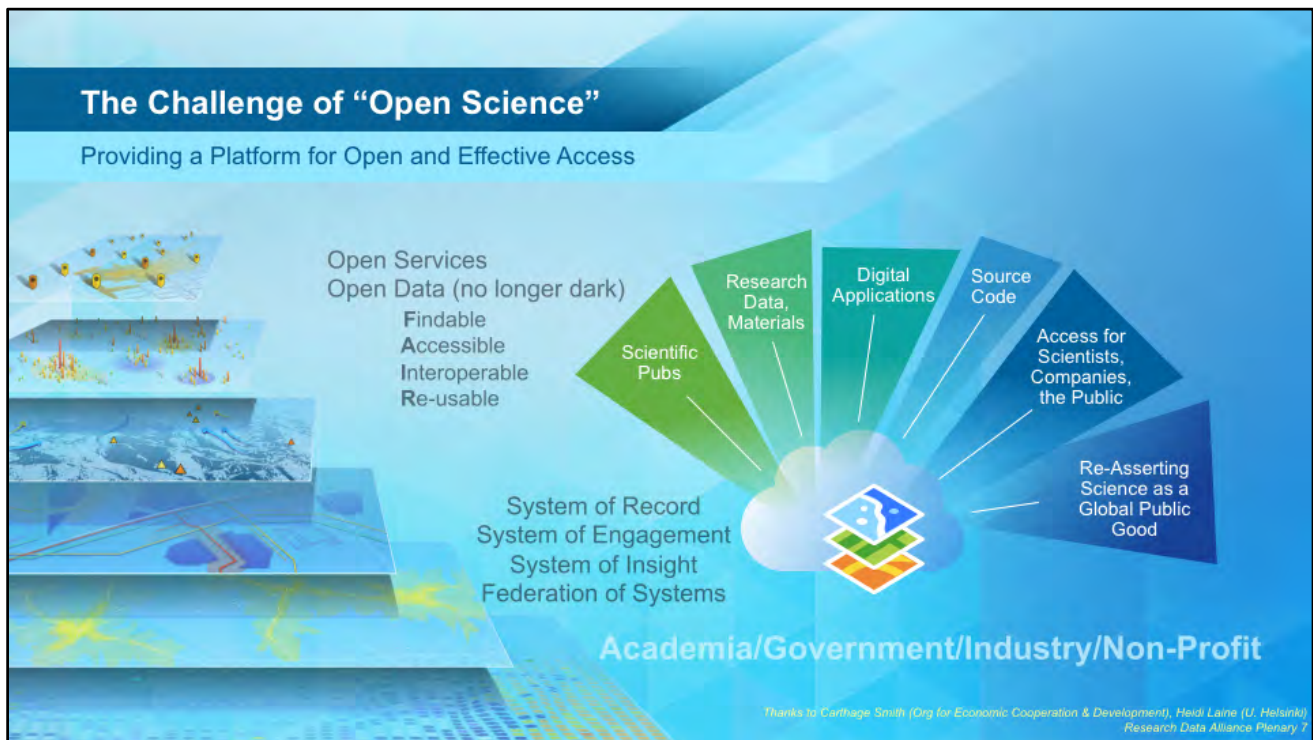 The Challenge of “Open Science”
Providing a Platform for Open and Effective Access
Open Services
Open Data (no longer dark)
Findable
Accessible
Interoperable
Re-usable
System of Record
System of Engagement
System of Insight
Federation of Systems
Scientific
Pubs
Research
Data,
Materials
Digital
Applications
Source
Code
Access for
Scientists,
Companies,
the Public
Re-Asserting
Science as a
Global Public
Good
Academia/Government/Industry/Non-Profit
Thanks to Carthage Smith (Org for Economic Cooperation & Development), Heidi Laine (U. Helsinki)
Research Data Alliance Plenary 7